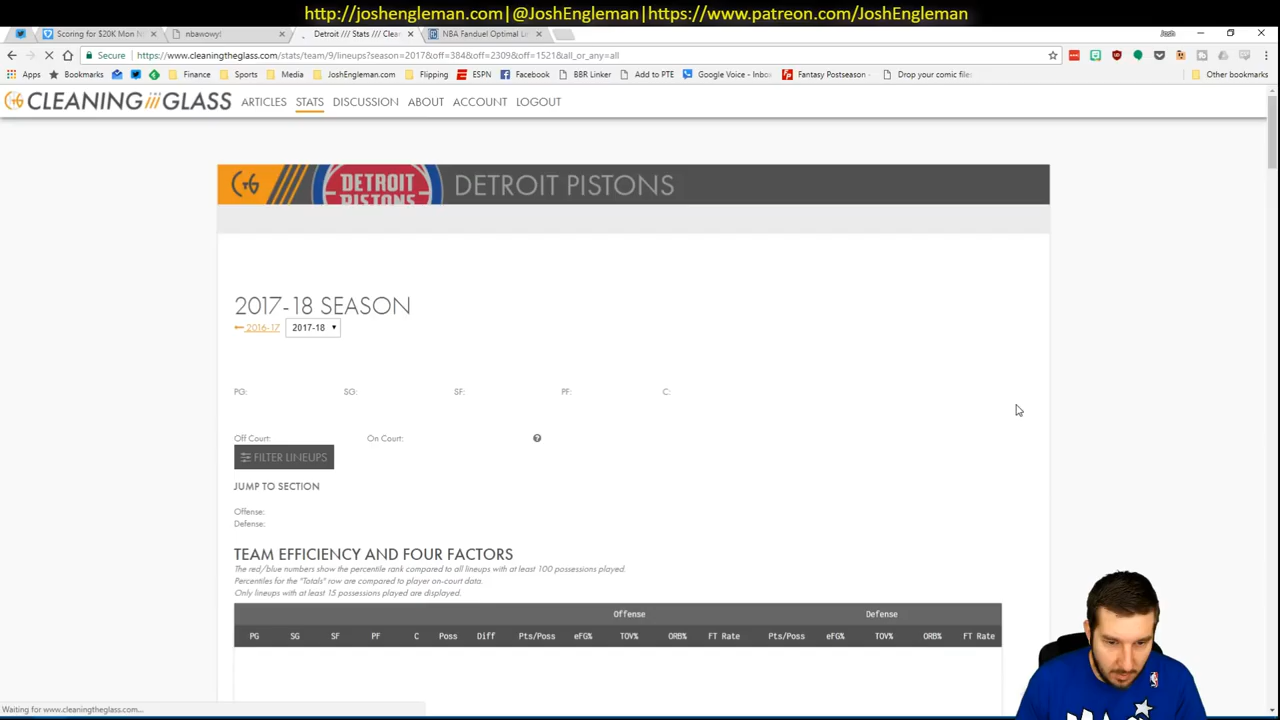 http://joshengleman.com|@JoshEngleman|https://www.patreon.com/JoshEngleman
Scoring for $20K Mon N
nbawowy!
Detroit /// Stats /// Clea
NBA Fanduel Optimal Li
Josh
Secure
https://www.cleaningtheglass.com/stats/team/9/lineups?season=2017&off=384&off=2309&off=1521&all_or_any=all
Apps
Bookmarks
Finance
Sports
Media
JoshEngleman.com
Flipping
ESPN
Facebook
BBR Linker
Add to PTE
Google Voice - Inbo
Fantasy Postseason -
Drop your comic files
Other bookmarks
CLEANING THE GLASS
ARTICLES
STATS
DISCUSSION
ABOUT
ACCOUNT
LOGOUT
CTG
DETROIT
PISTONS
DETROIT PISTONS
2017-18 SEASON
2016-17
2017-18
PG:
SG:
SF:
PF:
C:
Off Court:
On Court:
FILTER LINEUPS
JUMP TO SECTION
Offense:
Defense:
TEAM EFFICIENCY AND FOUR FACTORS
The red/blue numbers show the percentile rank compared to all lineups with at least 100 possessions played.
Percentiles for the "Totals" row are compared to player on-court data.
Only lineups with at least 15 possessions played are displayed.
Offense Defense
PG SG SF PF C Poss Diff Pts/Poss eFG% TOV% ORB% FT Rate Pts/Poss eFG% TOV% ORB% FT Rate
Waiting for www.cleaningtheglass.com...